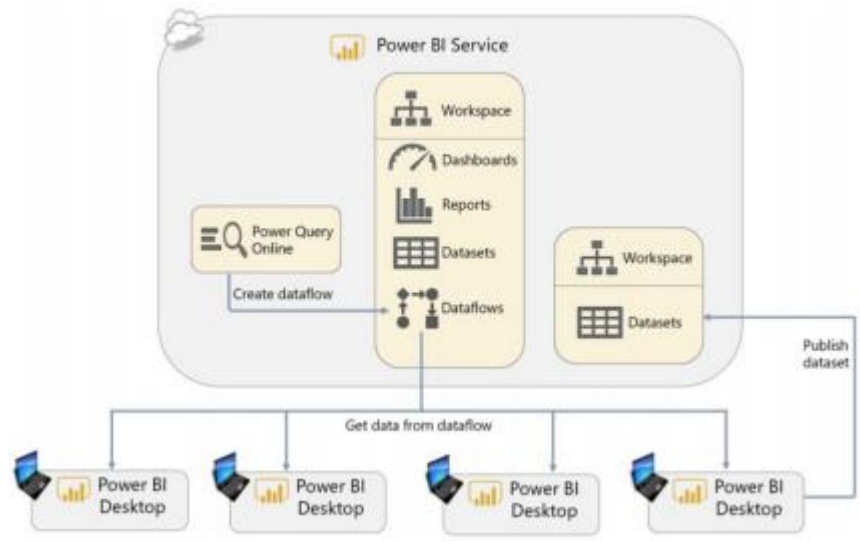 Power BI Service
Workspace
Dashboards
Reports
Datasets
Dataflows
Power Query
Online
Create dataflow
Workspace
Datasets
Publish
dataset
Get data from dataflow
Power BI
Desktop
Power BI
Desktop
Power BI
Desktop
Power BI
Desktop